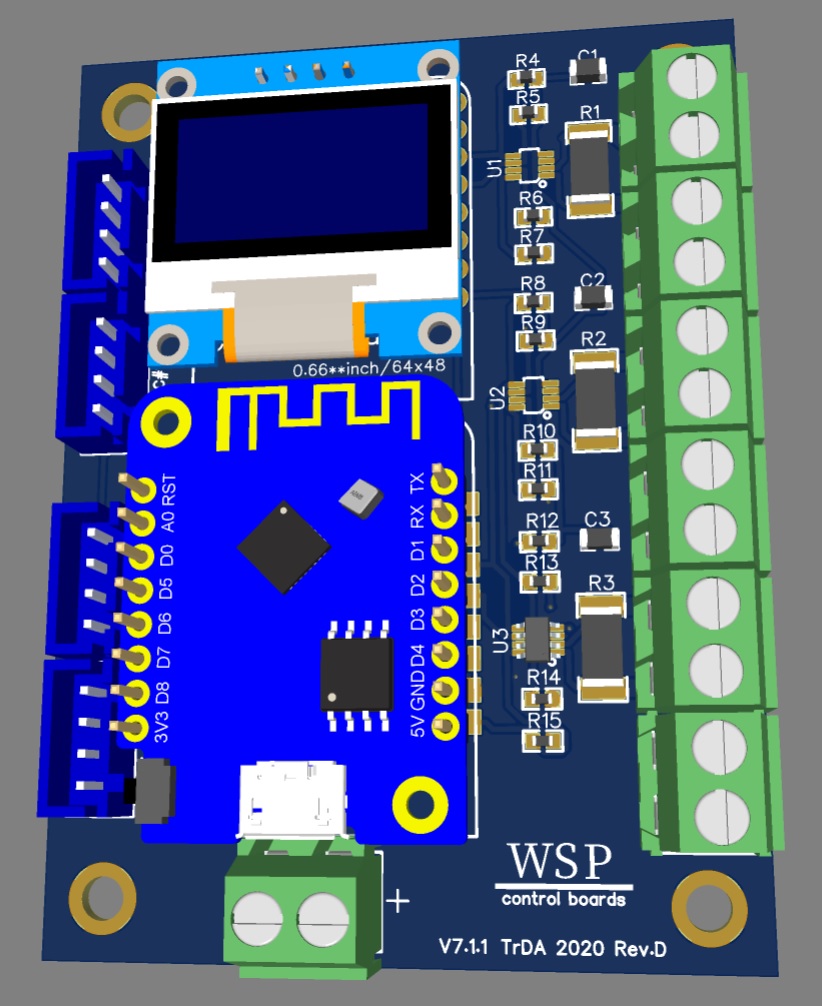 R4
C1
R5
R1
U1
R6
R7
R8
C2
R9
R2
0.66**inch/64x48
c#
U2
R10
R11
RST
TX
A0
RX
R12
C3
D0
D1
R13
D5
D2
R3
D6
D3
U3
D7
D4
D8
GND
R14
3V3
5V
R15
WSP
control boards
+
V7.1.1 TrDA 2020 Rev.D